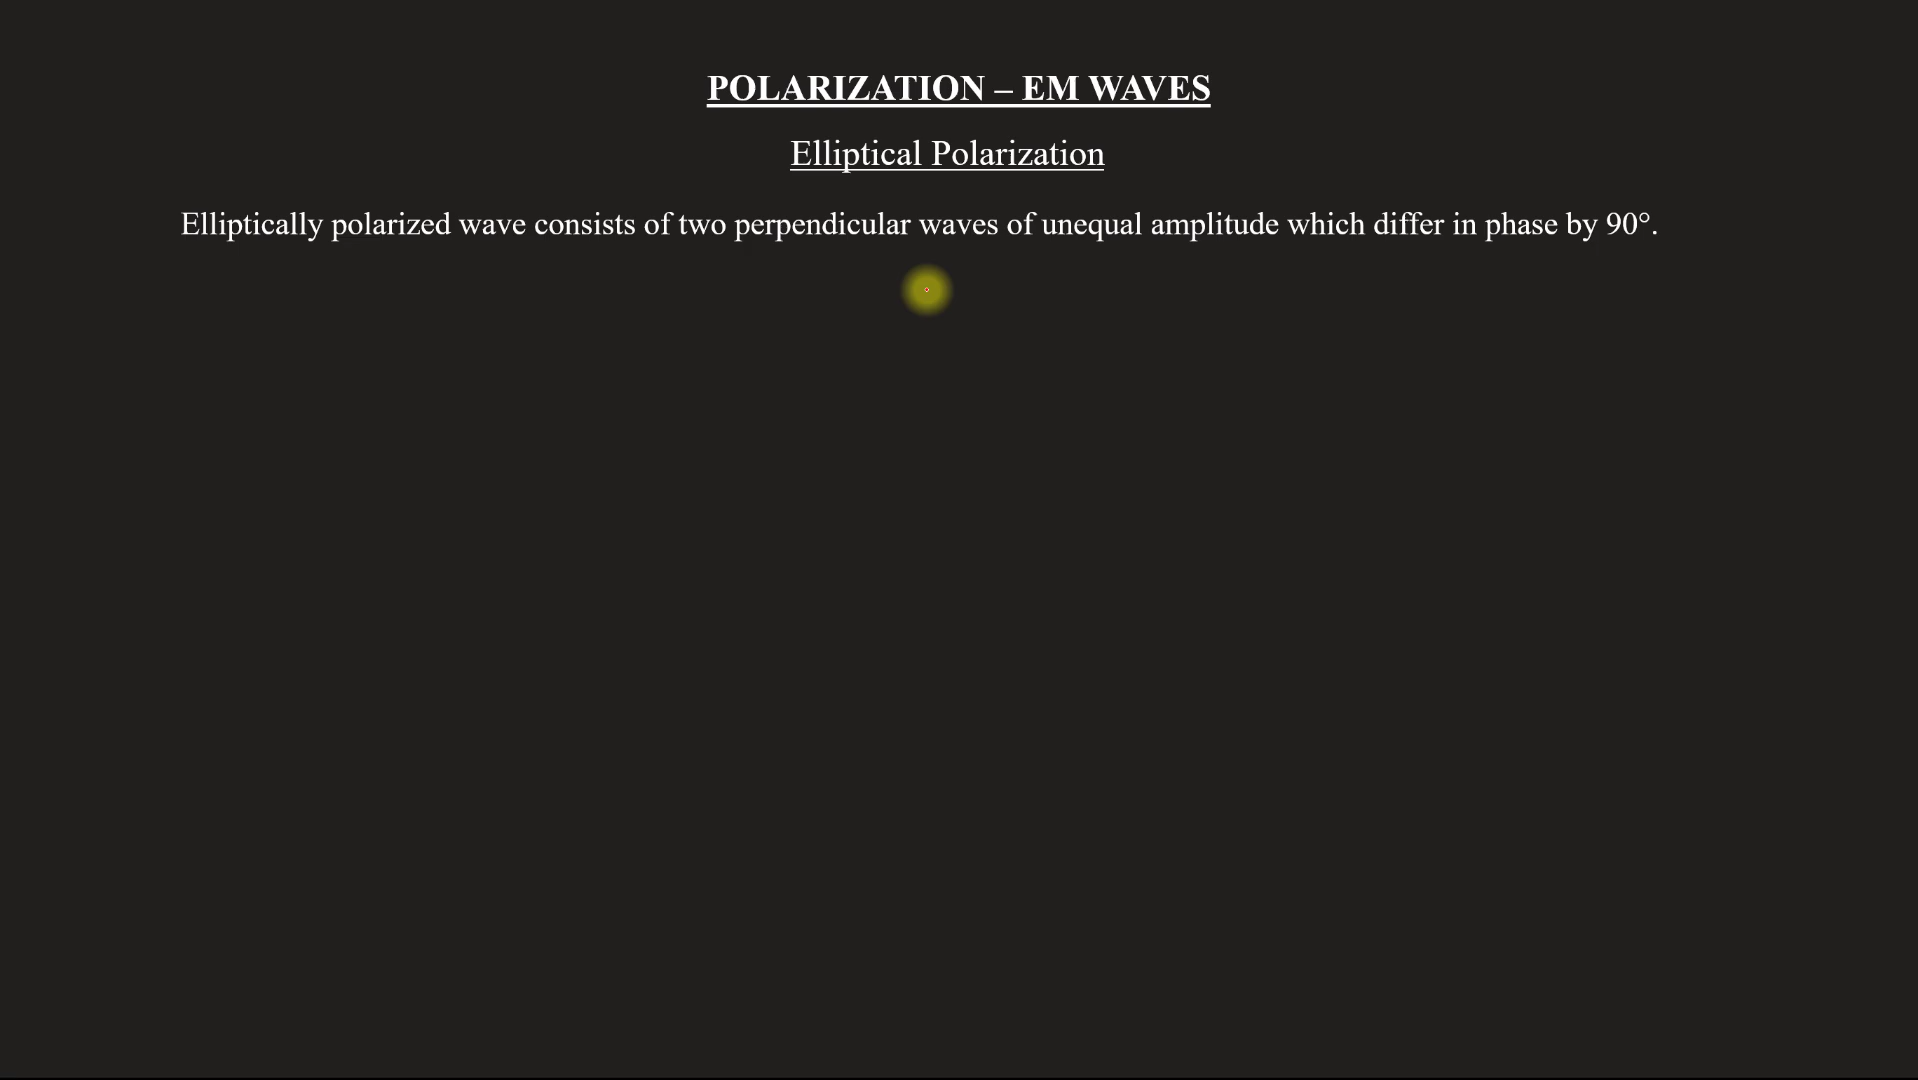 POLARIZATION – EM WAVES
Elliptical Polarization
Elliptically polarized wave consists of two perpendicular waves of unequal amplitude which differ in phase by 90°.